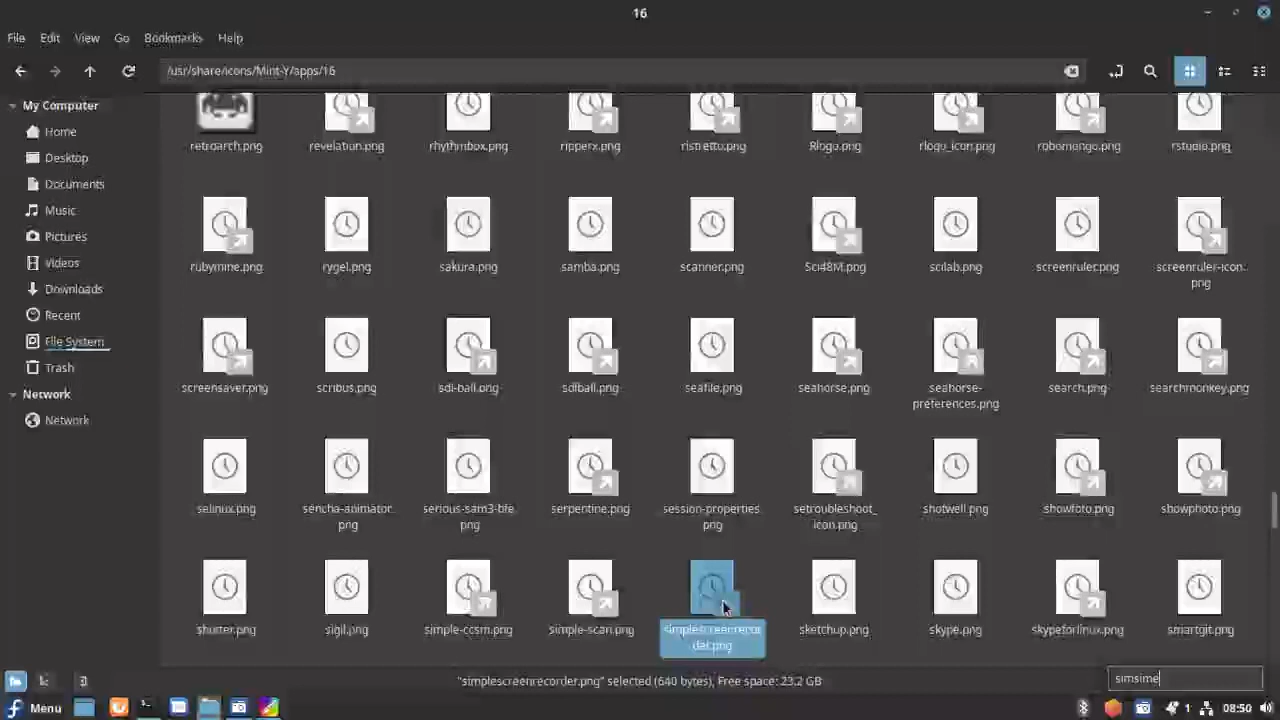 16
File Edit View Go Bookmarks Help
/usr/share/icons/Mint-Y/apps/16
My Computer
Home
Desktop
Documents
Music
Pictures
Videos
Downloads
Recent
File System
Trash
Network
Network
retroarch.png revelation.png rhythmbox.png ripperx.png ristretto.png Rlogo.png rlogo_icon.png robomongo.png rstudio.png
rubymine.png rygel.png sakura.png samba.png scanner.png Sci48M.png scilab.png screenruler.png screenruler-icon.
png
screensaver.png scribus.png sdl-ball.png sdlball.png seafile.png seahorse.png seahorse-
preferences.png search.png searchmonkey.png
selinux.png sencha-animator.
png serious-sam3-bfe.
png serpentine.png session-properties.
png setroubleshoot_
icon.png shotwell.png showfoto.png showphoto.png
shutter.png sigil.png simple-ccsm.png simple-scan.png simplescreenrecor
der.png sketchup.png skype.png skypeforlinux.png smartgit.png
"simplescreenrecorder.png" selected (640 bytes), Free space: 23.2 GB
simsime
Menu
1 08:50